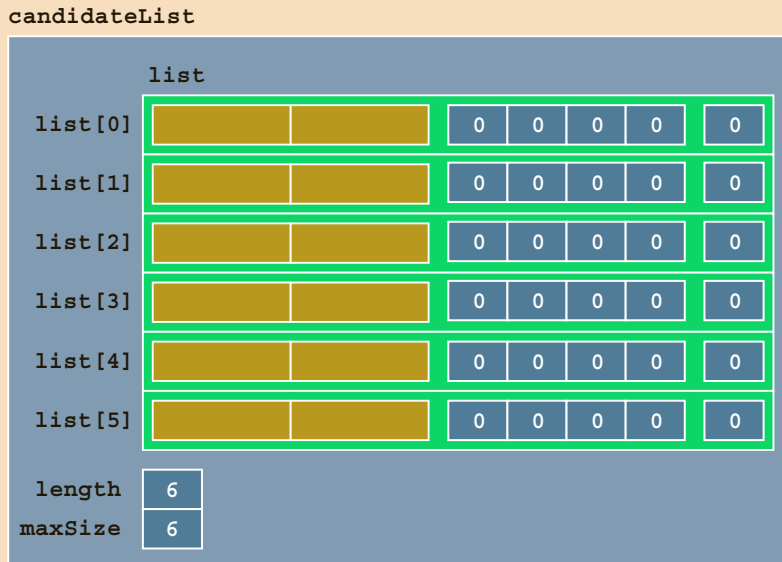 candidateList
list
list[0] 0 0 0 0 0
list[1] 0 0 0 0 0
list[2] 0 0 0 0 0
list[3] 0 0 0 0 0
list[4] 0 0 0 0 0
list[5] 0 0 0 0 0
length 6
maxSize 6